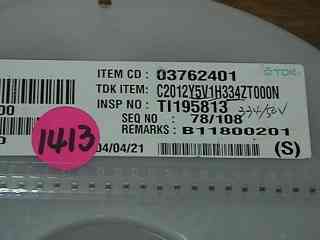 ITEM CD : 03762401
TDK
TDK ITEM: C2012Y5V1H334ZT000N
INSP NO : TI195813
334/50V
SEQ NO : 78/108
REMARKS : B11800201
00
1413
04/04/21
(S)